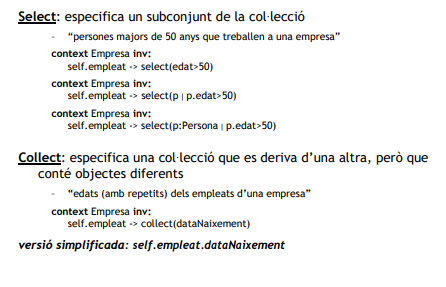 Select: especifica un subconjunt de la col·lecció
- “persones majors de 50 anys que treballen a una empresa”
context Empresa inv:
self.empleat -> select(edat>50)
context Empresa inv:
self.empleat -> select(p | p.edat>50)
context Empresa inv:
self.empleat -> select(p:Persona | p.edat>50)
Collect: especifica una col·lecció que es deriva d’una altra, però que
conté objectes diferents
- “edats (amb repetits) dels empleats d’una empresa”
context Empresa inv:
self.empleat -> collect(dataNaixement)
versió simplificada: self.empleat.dataNaixement